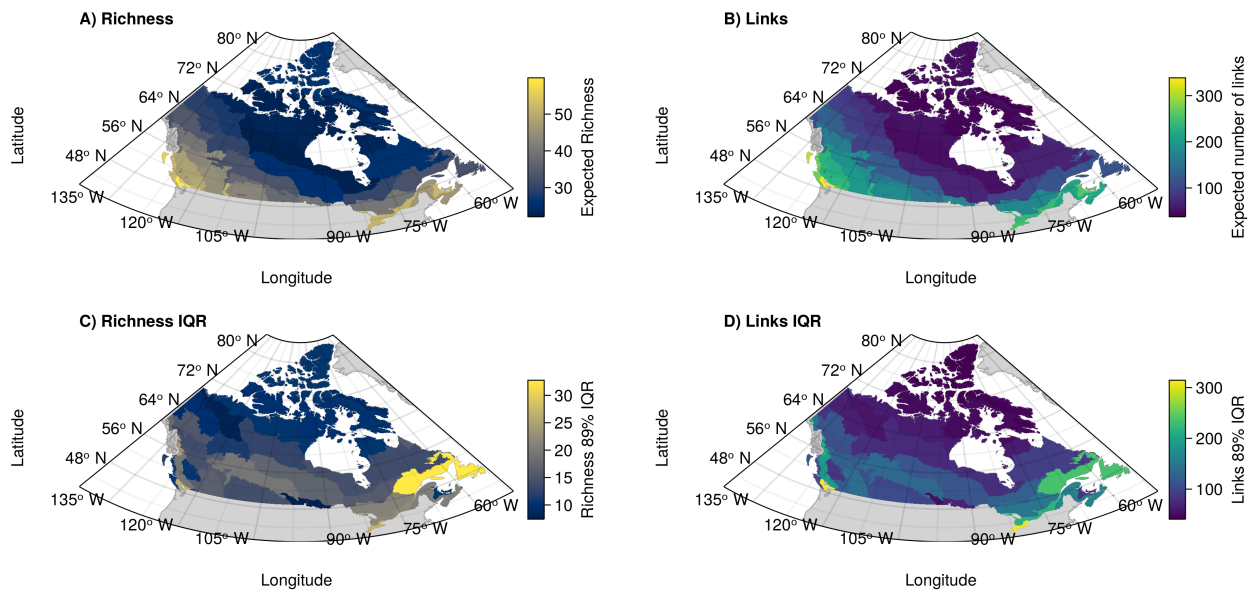 A) Richness
80° N
72° N
64° N
56° N
48° N
135° W
120° W
105° W
90° W
75° W
60° W
Latitude
Longitude
50
40
30
Expected Richness
B) Links
80° N
72° N
64° N
56° N
48° N
135° W
120° W
105° W
90° W
75° W
60° W
Latitude
Longitude
300
200
100
Expected number of links
C) Richness IQR
80° N
72° N
64° N
56° N
48° N
135° W
120° W
105° W
90° W
75° W
60° W
Latitude
Longitude
30
25
20
15
10
Richness 89% IQR
D) Links IQR
80° N
72° N
64° N
56° N
48° N
135° W
120° W
105° W
90° W
75° W
60° W
Latitude
Longitude
300
200
100
Links 89% IQR